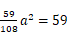 59/108 a² = 59